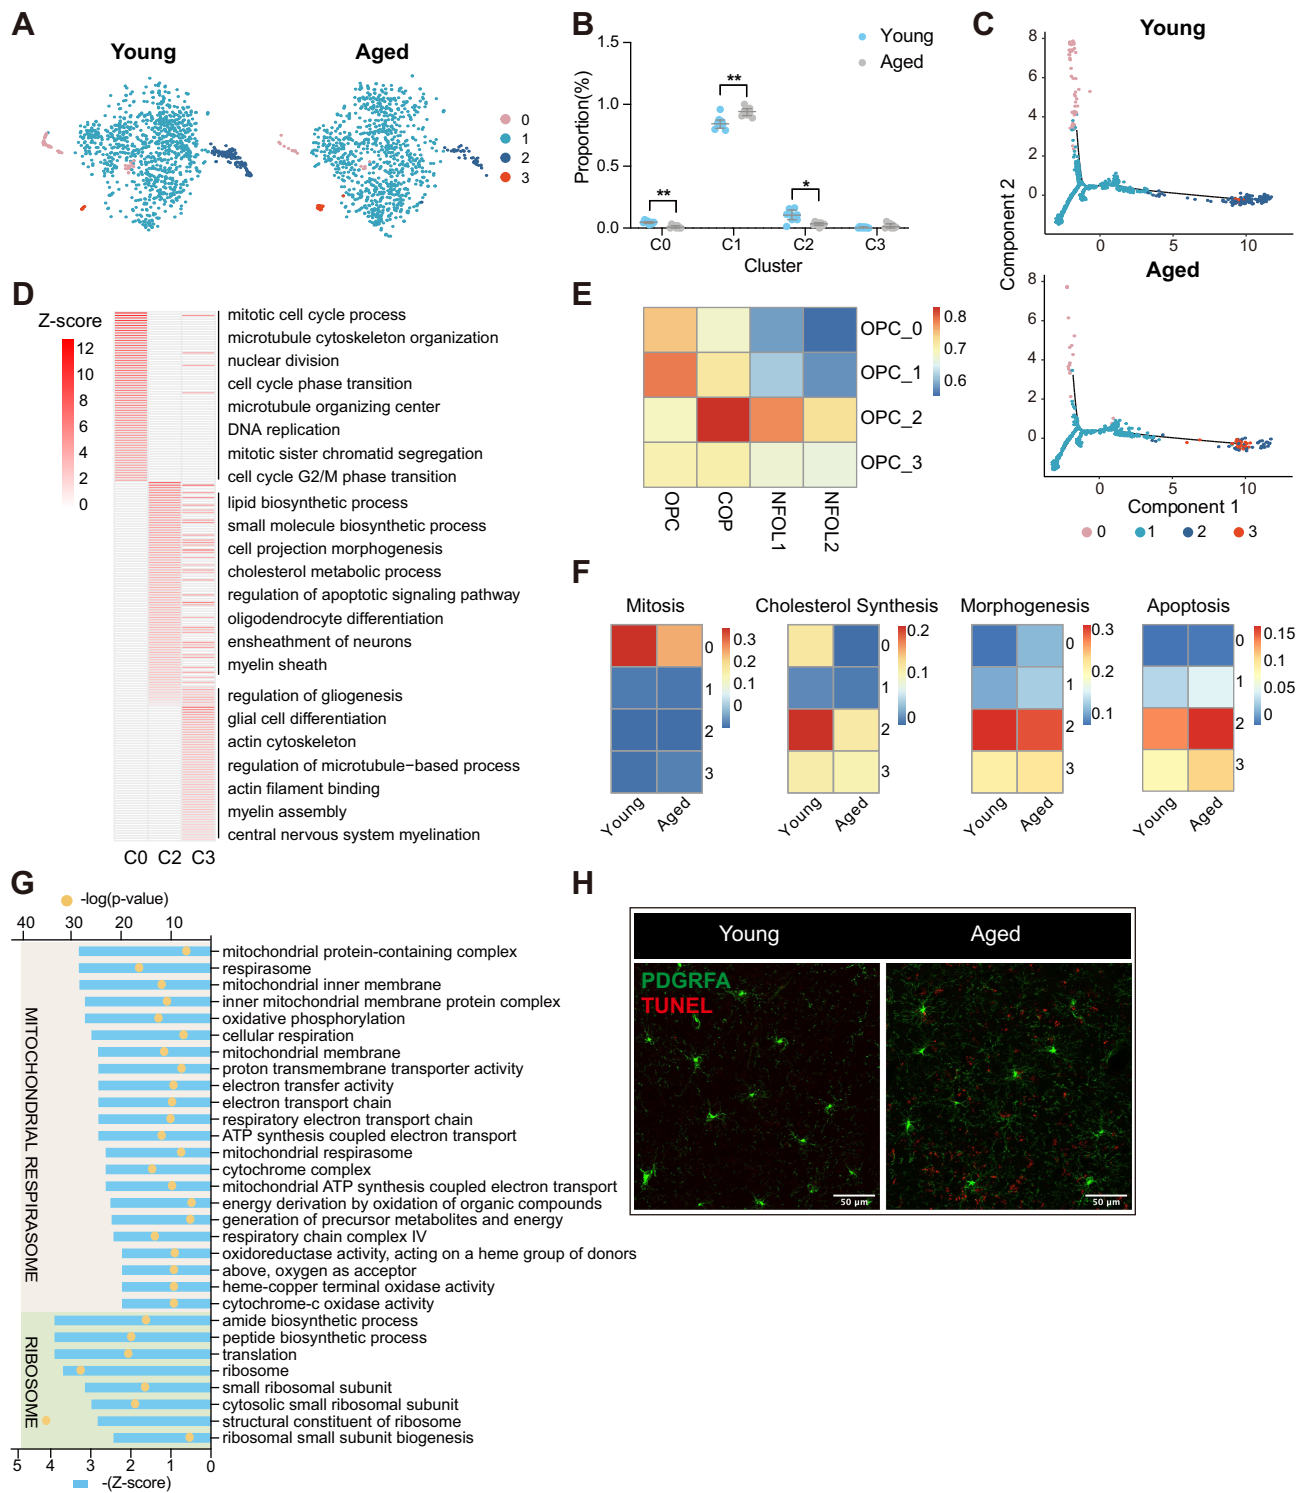 A
Young
Aged
0
1
2
3
B
1.5
1.0
0.5
0.0
Proportion(%)
**
**
*
C0
C1
C2
C3
Cluster
Young
Aged
C
Young
8
6
4
2
0
0
5
10
Component 2
Aged
8
6
4
2
0
0
5
10
Component 1
0
1
2
3
D
Z-score
12
10
8
6
4
2
0
mitotic cell cycle process
microtubule cytoskeleton organization
nuclear division
cell cycle phase transition
microtubule organizing center
DNA replication
mitotic sister chromatid segregation
cell cycle G2/M phase transition
lipid biosynthetic process
small molecule biosynthetic process
cell projection morphogenesis
cholesterol metabolic process
regulation of apoptotic signaling pathway
oligodendrocyte differentiation
ensheathment of neurons
myelin sheath
regulation of gliogenesis
glial cell differentiation
actin cytoskeleton
regulation of microtubule−based process
actin filament binding
myelin assembly
central nervous system myelination
C0 C2 C3
E
OPC_0
OPC_1
OPC_2
OPC_3
OPC
COP
NFOL1
NFOL2
0.8
0.7
0.6
F
Mitosis
0
1
2
3
Young
Aged
0.3
0.2
0.1
0
Cholesterol Synthesis
0
1
2
3
Young
Aged
0.2
0.1
0
Morphogenesis
0
1
2
3
Young
Aged
0.3
0.2
0.1
Apoptosis
0
1
2
3
Young
Aged
0.15
0.1
0.05
0
G
-log(p-value)
40 30 20 10
MITOCHONDRIAL RESPIRASOME
mitochondrial protein-containing complex
respirasome
mitochondrial inner membrane
inner mitochondrial membrane protein complex
oxidative phosphorylation
cellular respiration
mitochondrial membrane
proton transmembrane transporter activity
electron transfer activity
electron transport chain
respiratory electron transport chain
ATP synthesis coupled electron transport
mitochondrial respirasome
cytochrome complex
mitochondrial ATP synthesis coupled electron transport
energy derivation by oxidation of organic compounds
generation of precursor metabolites and energy
respiratory chain complex IV
oxidoreductase activity, acting on a heme group of donors
above, oxygen as acceptor
heme-copper terminal oxidase activity
cytochrome-c oxidase activity
RIBOSOME
amide biosynthetic process
peptide biosynthetic process
translation
ribosome
small ribosomal subunit
cytosolic small ribosomal subunit
structural constituent of ribosome
ribosomal small subunit biogenesis
5 4 3 2 1 0
-(Z-score)
H
Young
Aged
PDGRFA
TUNEL
50 µm
50 µm